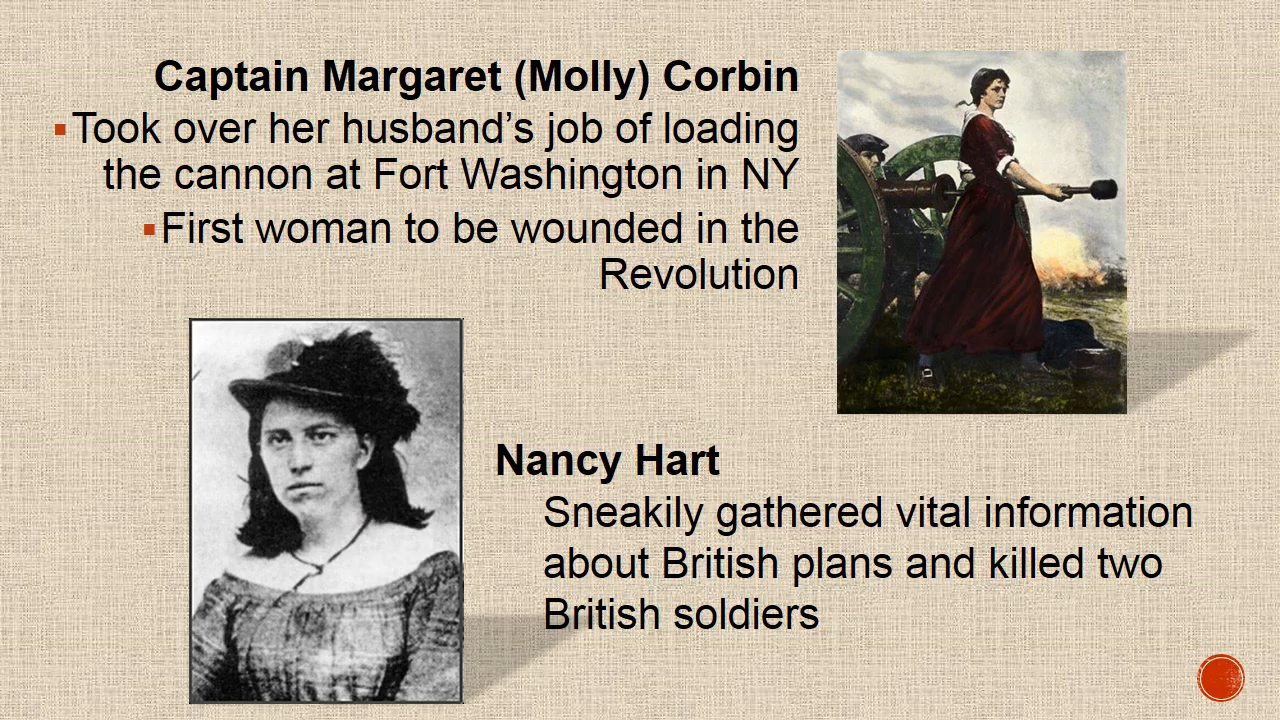 Captain Margaret (Molly) Corbin
▪Took over her husband’s job of loading
the cannon at Fort Washington in NY
▪First woman to be wounded in the
Revolution
Nancy Hart
Sneakily gathered vital information
about British plans and killed two
British soldiers